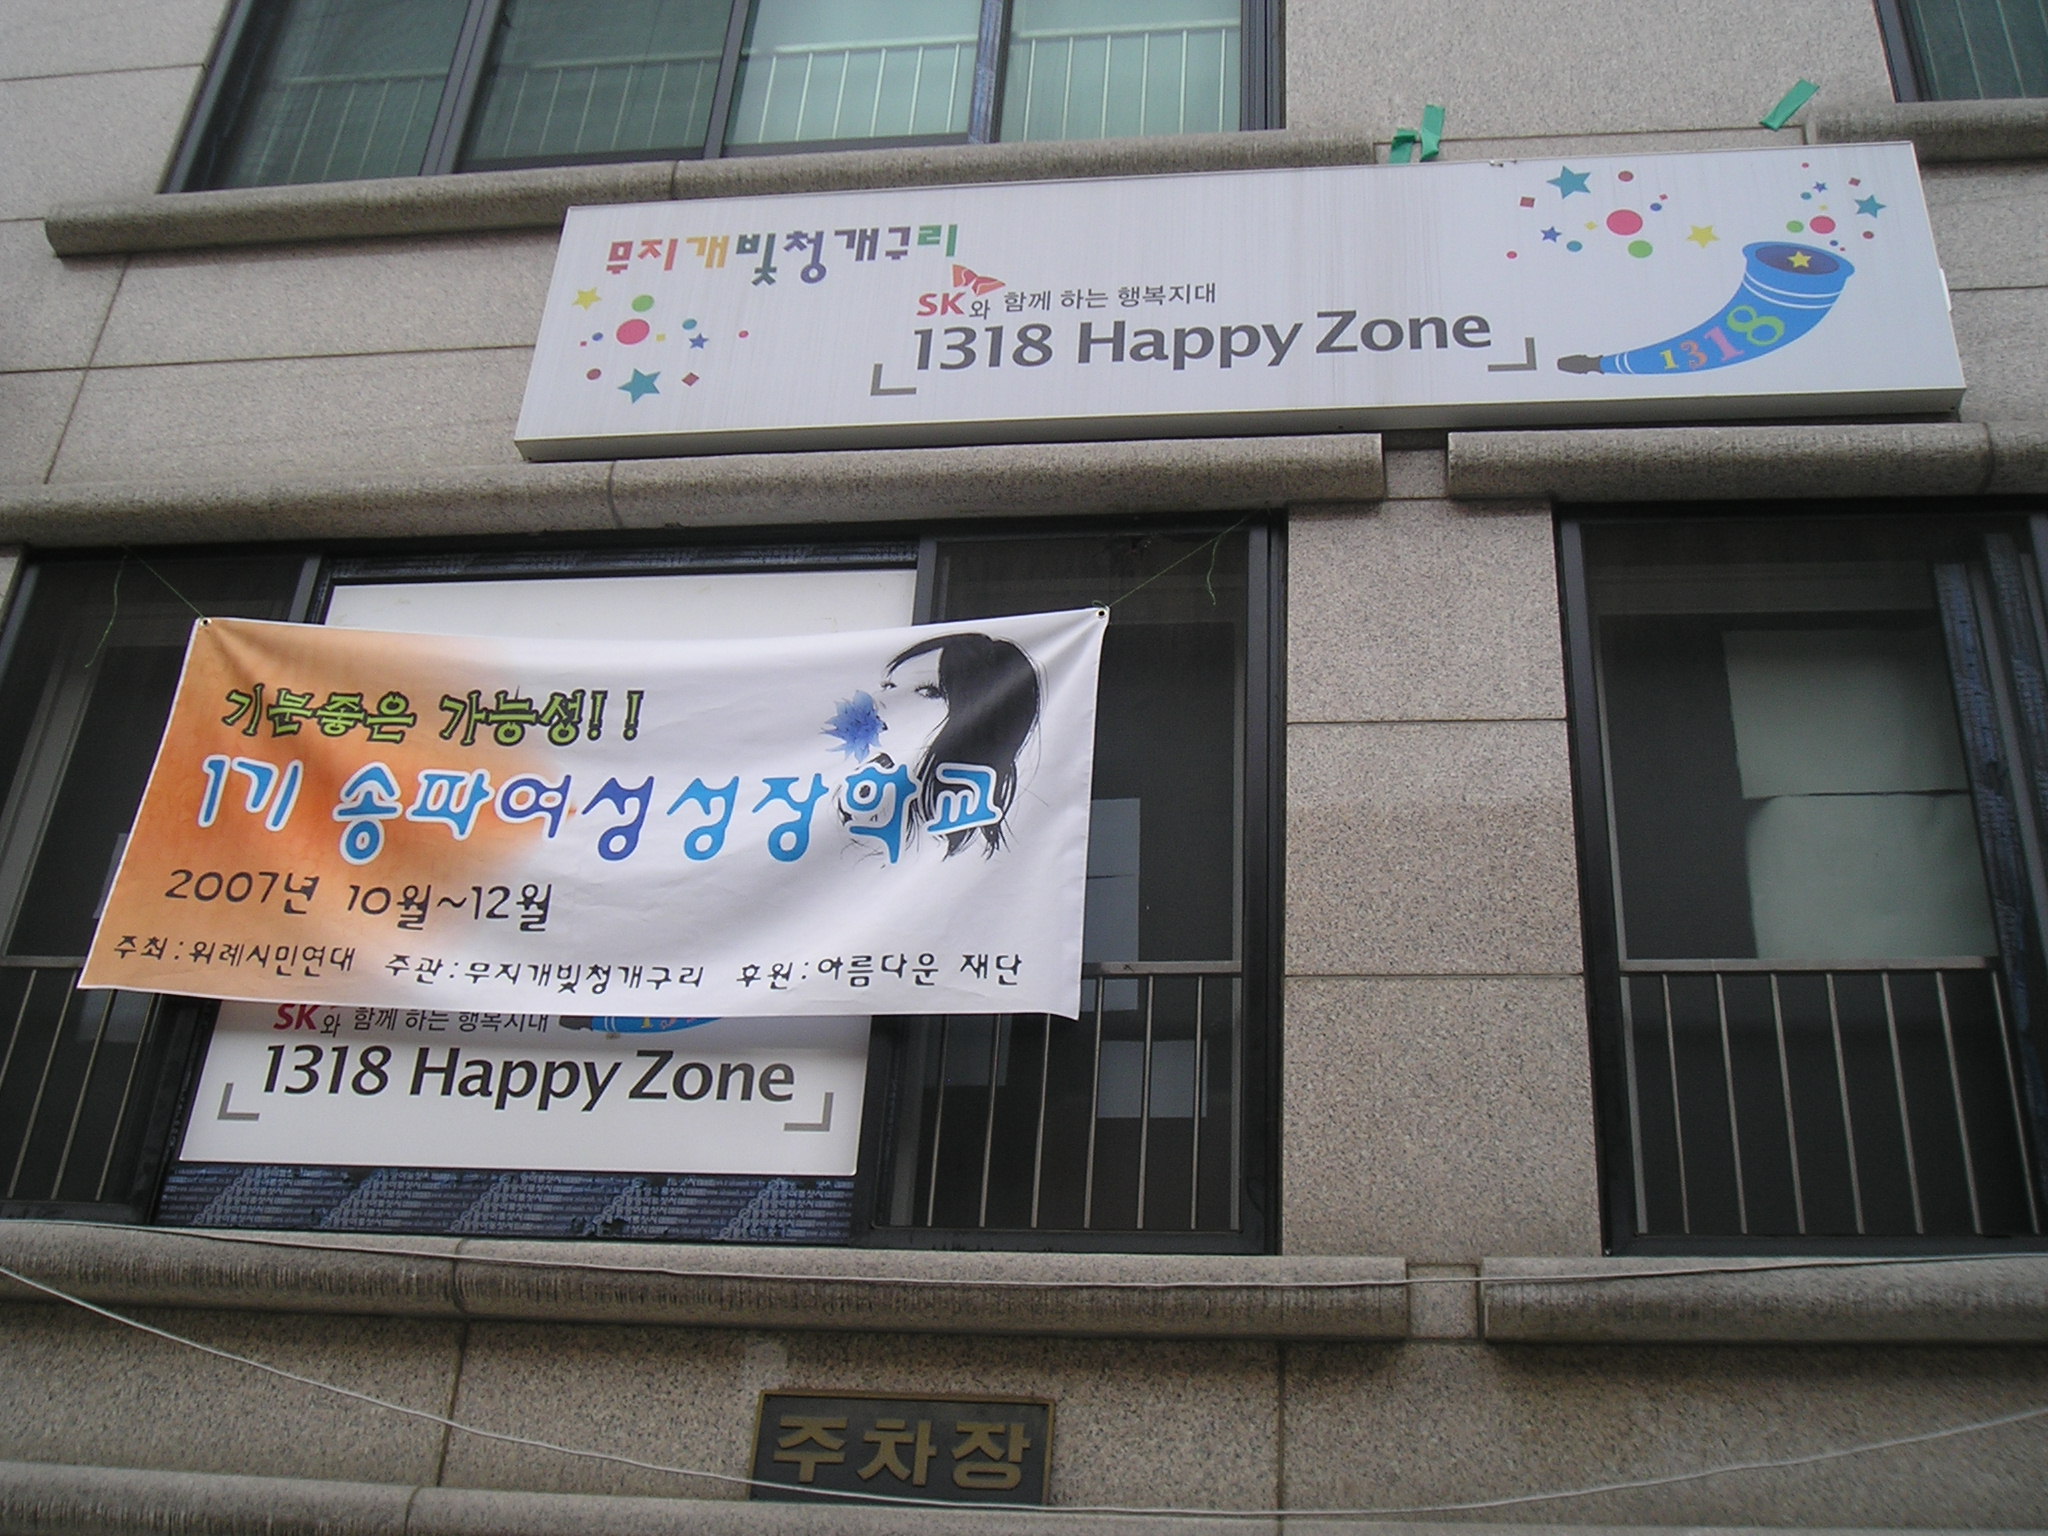 무지개빛청개구리
SK와 함께 하는 행복지대
1318 Happy Zone
1318
기분좋은 가능성!!
1기 송파여성성장학교
2007년 10월~12월
주최:위례시민연대 주관:무지개빛청개구리 후원:아름다운 재단
SK와 함께 하는 행복지대
1318 Happy Zone
주차장